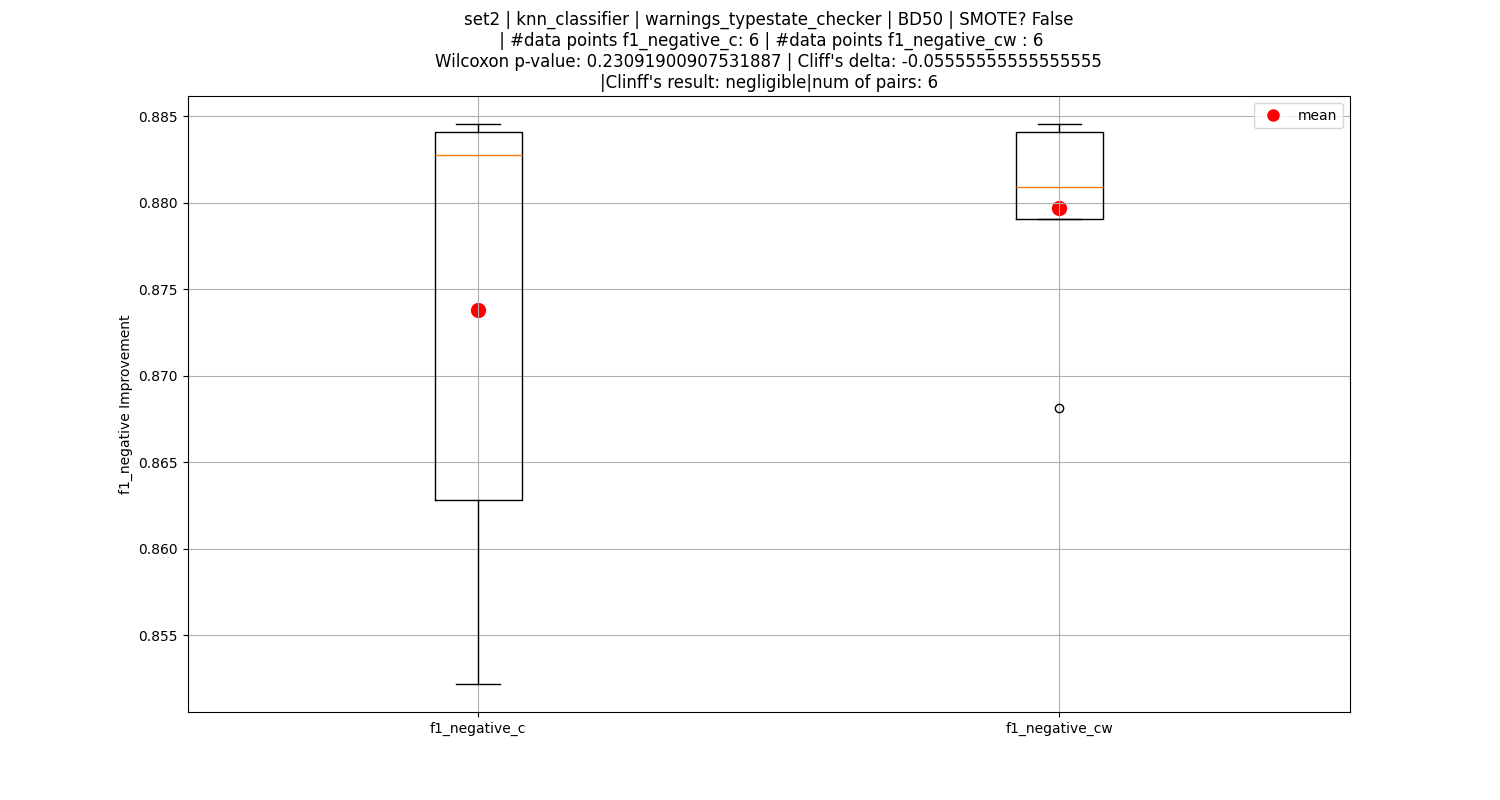 set2 | knn_classifier | warnings_typestate_checker | BD50 | SMOTE? False
| #data points f1_negative_c: 6 | #data points f1_negative_cw : 6
Wilcoxon p-value: 0.23091900907531887 | Cliff's delta: -0.05555555555555555
|Clinff's result: negligible|num of pairs: 6
mean
0.885
0.880
0.875
0.870
0.865
0.860
0.855
f1_negative Improvement
f1_negative_c
f1_negative_cw